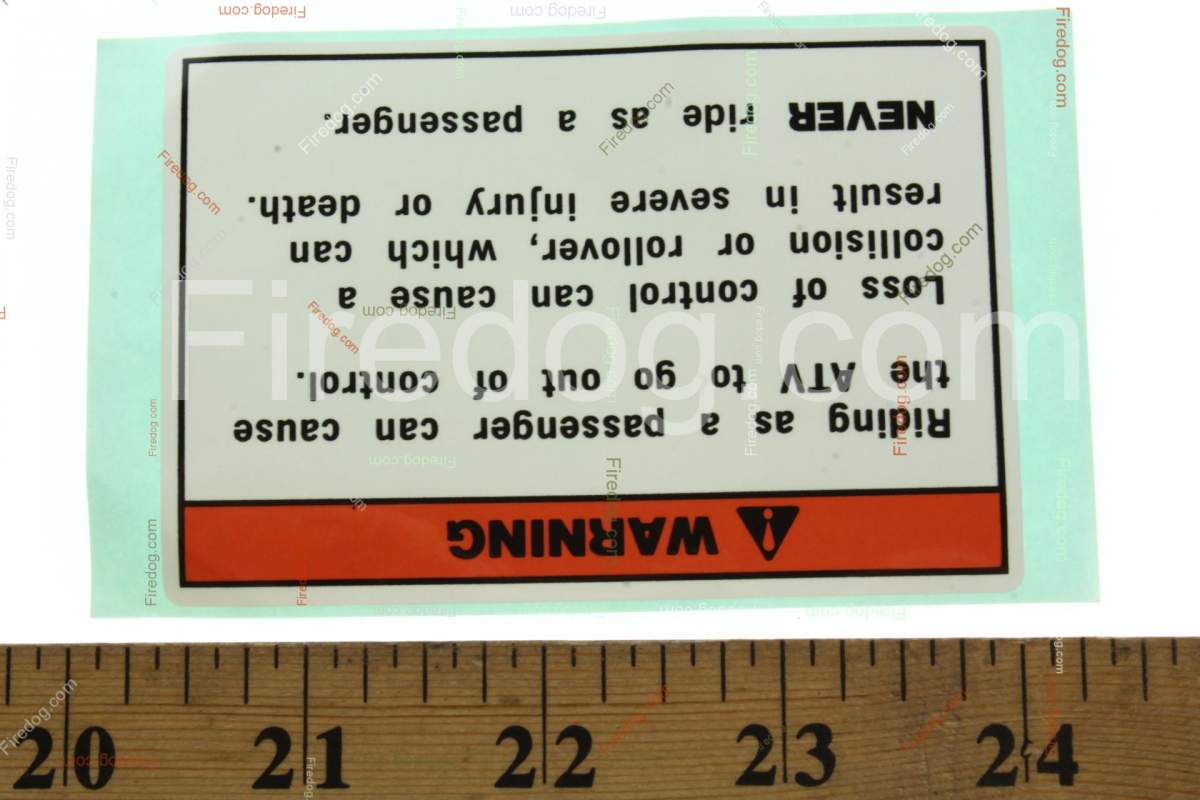 ⚠ WARNING
Riding as a passenger can cause
the ATV to go out of control.
Loss of control can cause a
collision or rollover, which can
result in severe injury or death.
NEVER ride as a passenger.
Firedog.com
20 21 22 23 24